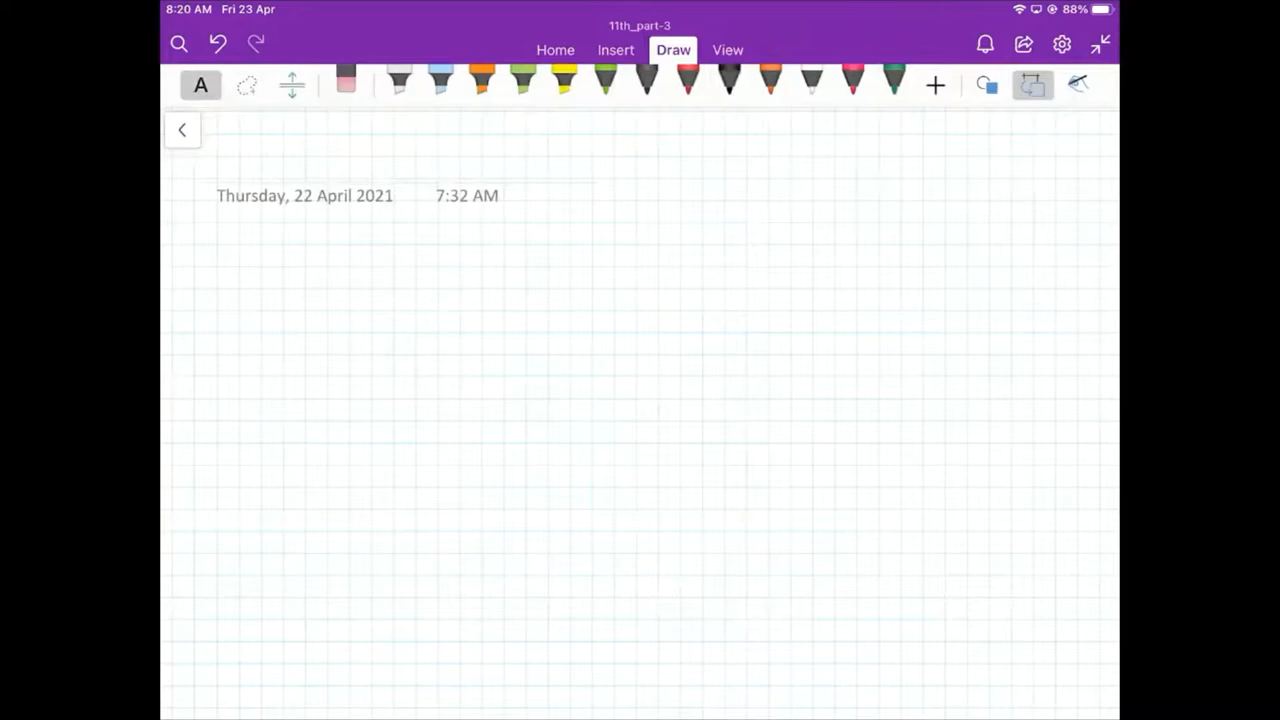 8:20 AM Fri 23 Apr 88%
11th_part-3
Home Insert Draw View
A
Thursday, 22 April 2021 7:32 AM